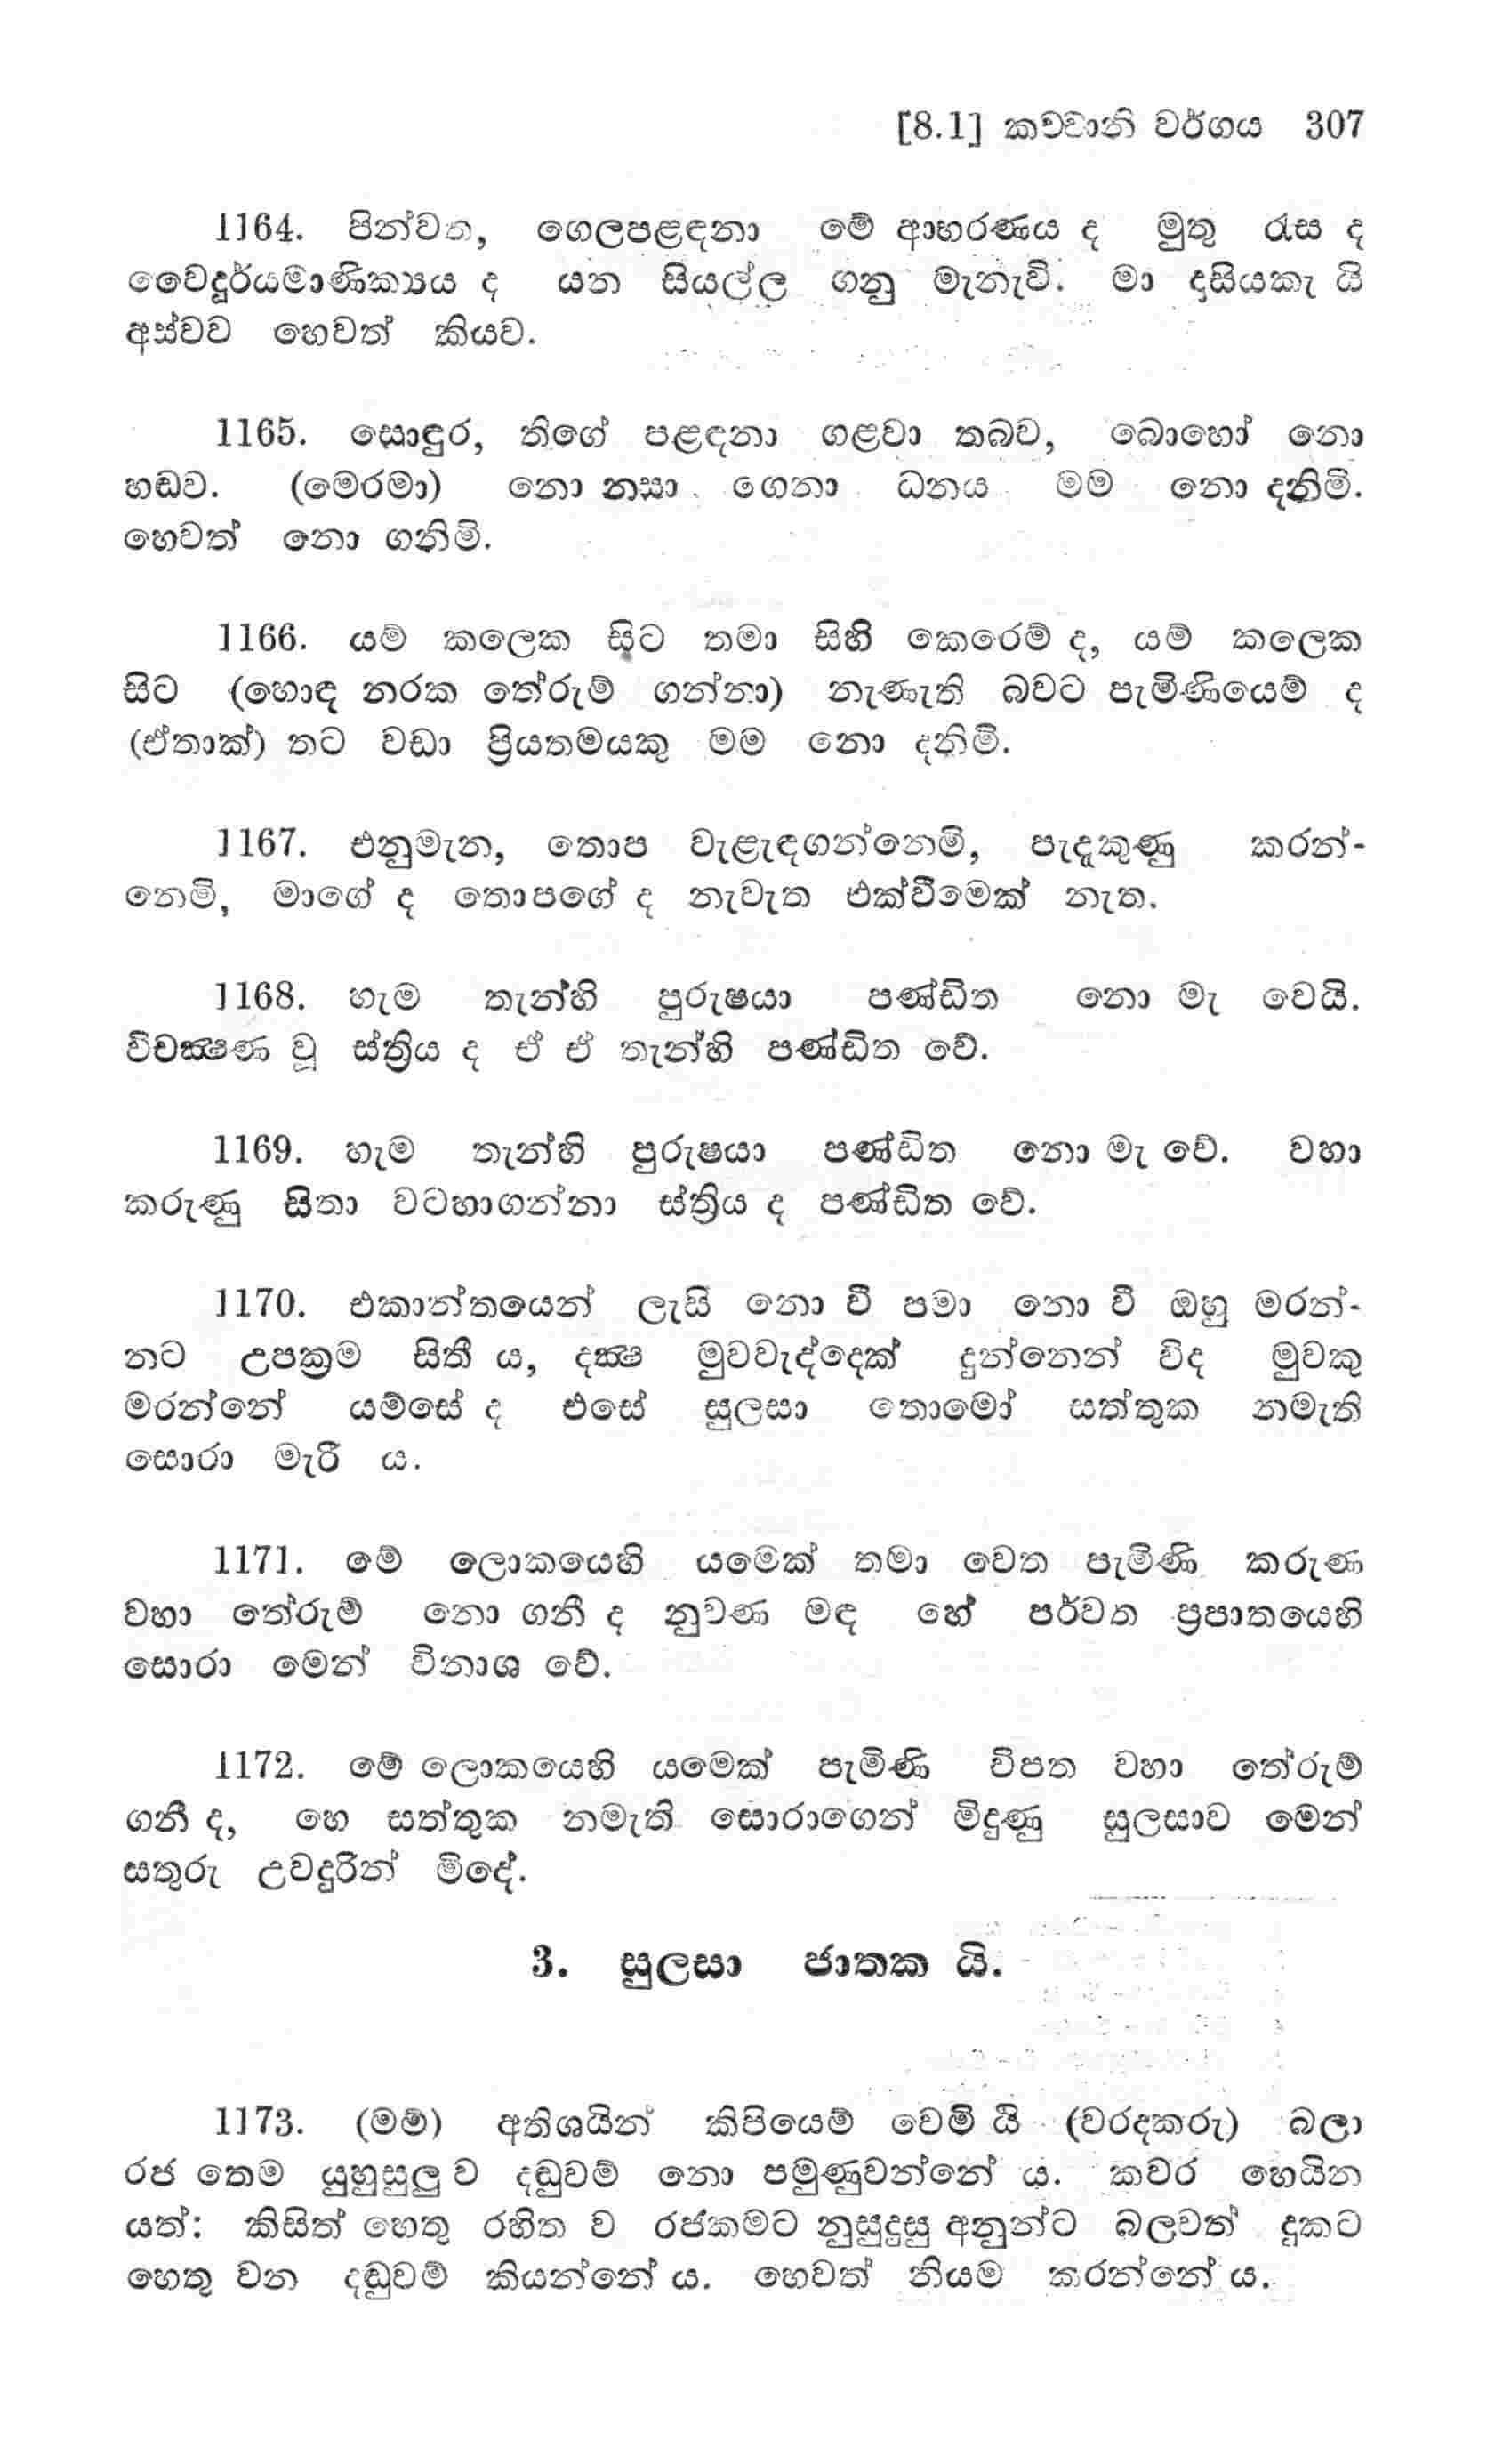 [8.1] කච්චානි වර්ගය 307
1164. පින්වත, ගෙලපළඳනා මේ ආභරණය ද මුතු රැස ද
වෛදූර්යමාණික්‍යය ද යන සියල්ල ගනු මැනැවි. මා දාසියකැ යි
අස්වව හෙවත් කියව.
1165. සොඳුර, තිගේ පළඳනා ගළවා තබව, බොහෝ නො
හඬව. (මෙරමා) නො නසා ගෙනා ධනය මම නො දනිමි.
හෙවත් නො ගනිමි.
1166. යම් කලෙක සිට තමා සිහි කෙරෙම් ද, යම් කලෙක
සිට (හොඳ නරක තේරුම් ගන්නා) නැණැති බවට පැමිණියෙම් ද
(ඒතාක්) තට වඩා ප්‍රියතමයකු මම නො දනිමි.
1167. එනුමැන, තොප වැළැඳගන්නෙමි, පැදකුණු කරන්-
නෙමි, මාගේ ද තොපගේ ද නැවැත එක්වීමෙක් නැත.
1168. හැම තැන්හි පුරුෂයා පණ්ඩිත නො මැ වෙයි.
විචක්‍ෂණ වූ ස්ත්‍රිය ද ඒ ඒ තැන්හි පණ්ඩිත වේ.
1169. හැම තැන්හි පුරුෂයා පණ්ඩිත නො මැ වේ. වහා
කරුණු සිතා වටහාගන්නා ස්ත්‍රිය ද පණ්ඩිත වේ.
1170. එකාන්තයෙන් ලැසි නො වී පමා නො වී ඔහු මරන්-
නට උපක්‍රම සිතී ය, දක්‍ෂ මුවවැද්දෙක් දුන්නෙන් විද මුවකු
මරන්නේ යම්සේ ද එසේ සුලසා තොමෝ සත්තුක නමැති
සොරා මැරී ය.
1171. මේ ලොකයෙහි යමෙක් තමා වෙත පැමිණි කරුණ
වහා තේරුම් නො ගනී ද නුවණ මඳ හේ පර්වත ප්‍රපාතයෙහි
සොරා මෙන් විනාශ වේ.
1172. මේ ලොකයෙහි යමෙක් පැමිණි විපත වහා තේරුම්
ගනී ද, හෙ සත්තුක නමැති සොරාගෙන් මිදුණු සුලසාව මෙන්
සතුරු උවදුරින් මිදේ.
3. සුලසා ජාතක යි.
1173. (මම්) අතිශයින් කිපියෙම් වෙමි යි (වරදකරු) බලා
රජ තෙම යුහුසුලු ව දඬුවම් නො පමුණුවන්නේ ය. කවර හෙයින
යත්: කිසිත් හෙතු රහිත ව රජකමට නුසුදුසු අනුන්ට බලවත් දුකට
හෙතු වන දඬුවම් කියන්නේ ය. හෙවත් නියම කරන්නේ ය.